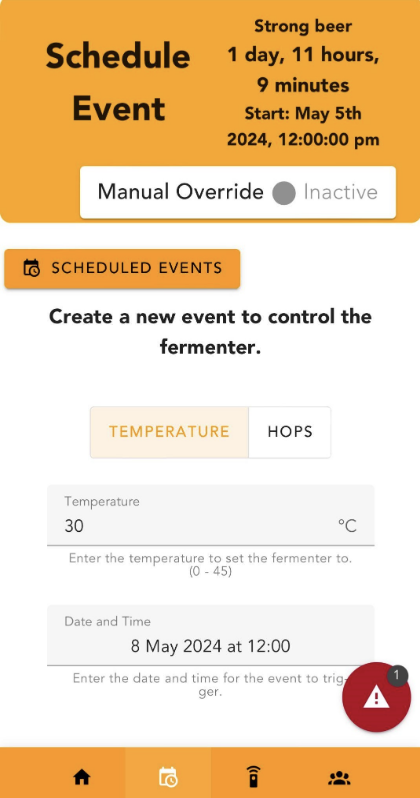 Schedule
Event
Strong beer
1 day, 11 hours,
9 minutes
Start: May 5th
2024, 12:00:00 pm
Manual Override Inactive
SCHEDULED EVENTS
Create a new event to control the
fermenter.
TEMPERATURE HOPS
Temperature
30 °C
Enter the temperature to set the fermenter to.
(0 - 45)
Date and Time
8 May 2024 at 12:00
Enter the date and time for the event to trig-
ger.
1